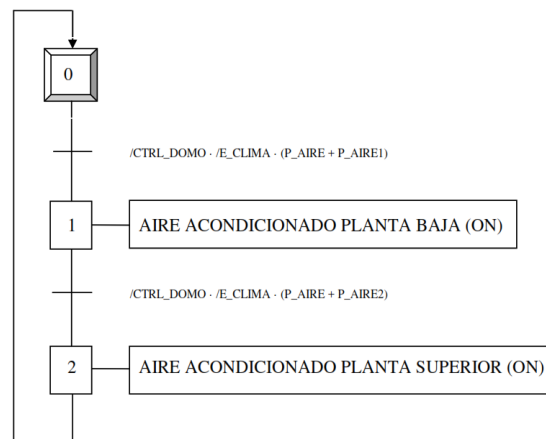 0
/CTRL_DOMO · /E_CLIMA · (P_AIRE + P_AIRE1)
1
AIRE ACONDICIONADO PLANTA BAJA (ON)
/CTRL_DOMO · /E_CLIMA · (P_AIRE + P_AIRE2)
2
AIRE ACONDICIONADO PLANTA SUPERIOR (ON)